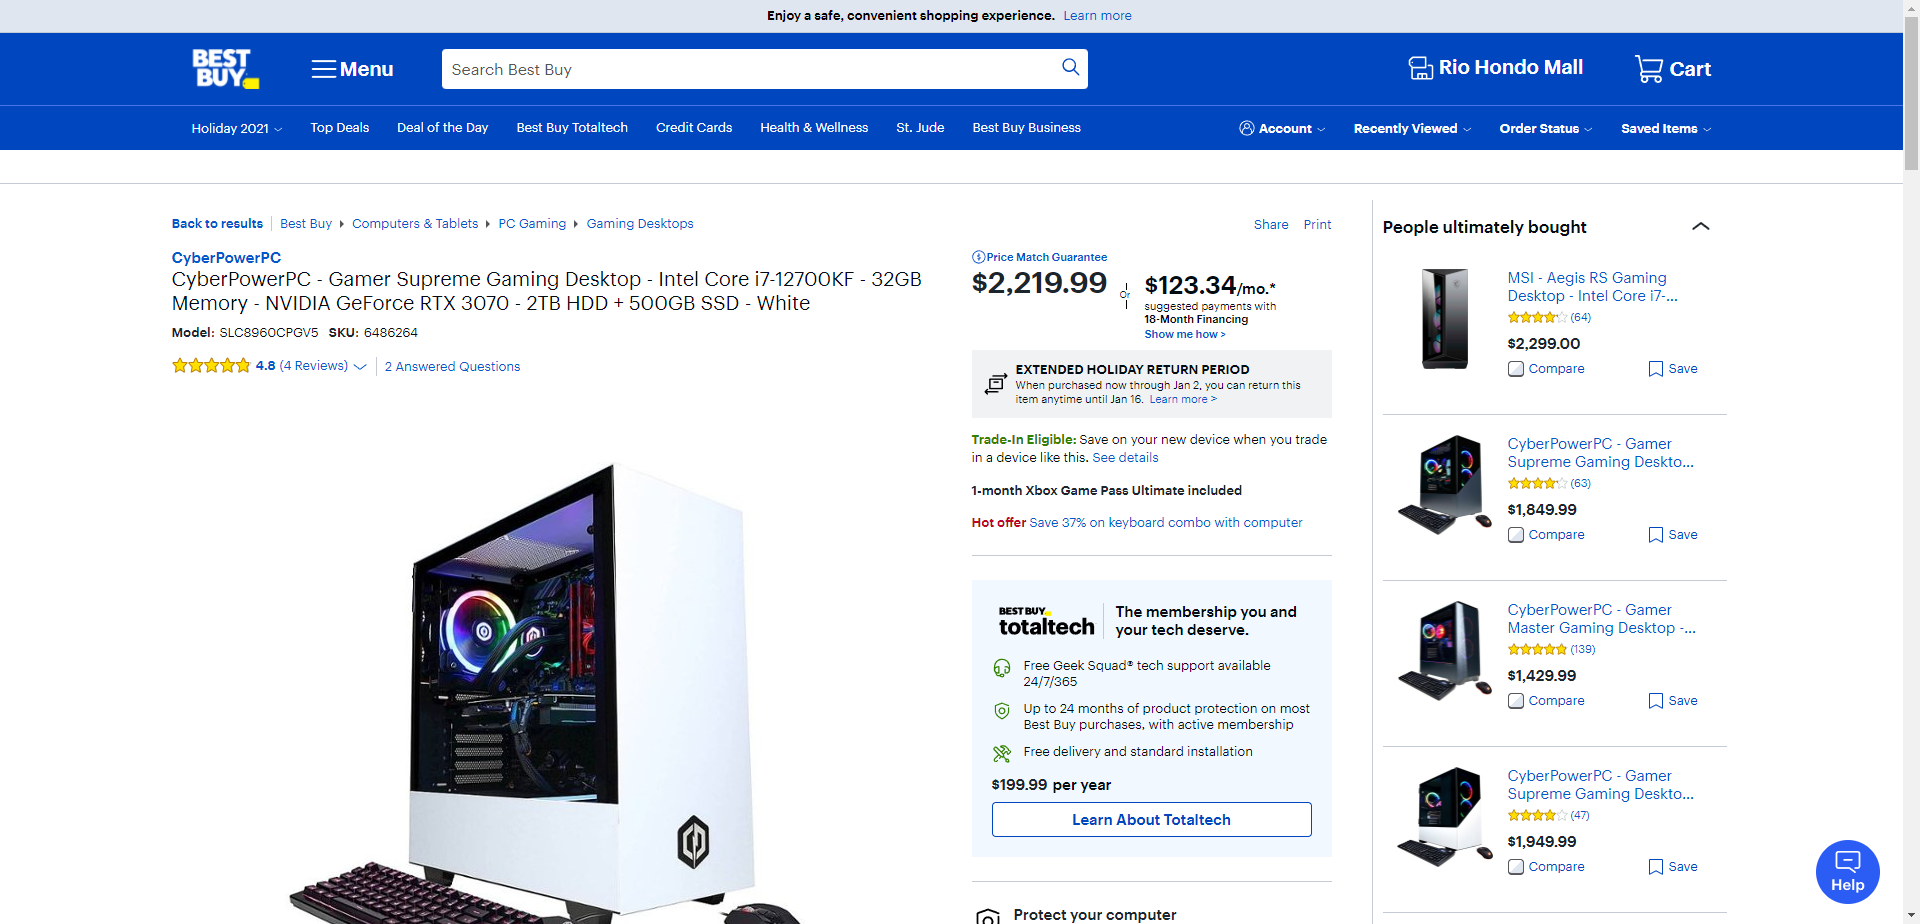 Enjoy a safe, convenient shopping experience. Learn more
BEST BUY
Menu
Search Best Buy
Rio Hondo Mall
Cart
Holiday 2021
Top Deals
Deal of the Day
Best Buy Totaltech
Credit Cards
Health & Wellness
St. Jude
Best Buy Business
Account
Recently Viewed
Order Status
Saved Items
Back to results
Best Buy
Computers & Tablets
PC Gaming
Gaming Desktops
Share
Print
CyberPowerPC
CyberPowerPC - Gamer Supreme Gaming Desktop - Intel Core i7-12700KF - 32GB
Memory - NVIDIA GeForce RTX 3070 - 2TB HDD + 500GB SSD - White
Model: SLC8960CPGV5 SKU: 6486264
4.8 (4 Reviews)
2 Answered Questions
Price Match Guarantee
$2,219.99
Or
$123.34/mo.*
suggested payments with
18-Month Financing
Show me how >
EXTENDED HOLIDAY RETURN PERIOD
When purchased now through Jan 2, you can return this
item anytime until Jan 16. Learn more >
Trade-In Eligible: Save on your new device when you trade
in a device like this. See details
1-month Xbox Game Pass Ultimate included
Hot offer Save 37% on keyboard combo with computer
BEST BUY
totaltech
The membership you and
your tech deserve.
Free Geek Squad® tech support available
24/7/365
Up to 24 months of product protection on most
Best Buy purchases, with active membership
Free delivery and standard installation
$199.99 per year
Learn About Totaltech
Protect your computer
People ultimately bought
MSI - Aegis RS Gaming
Desktop - Intel Core i7-...
(64)
$2,299.00
Compare
Save
CyberPowerPC - Gamer
Supreme Gaming Deskto...
(63)
$1,849.99
Compare
Save
CyberPowerPC - Gamer
Master Gaming Desktop -...
(139)
$1,429.99
Compare
Save
CyberPowerPC - Gamer
Supreme Gaming Deskto...
(47)
$1,949.99
Compare
Save
Help